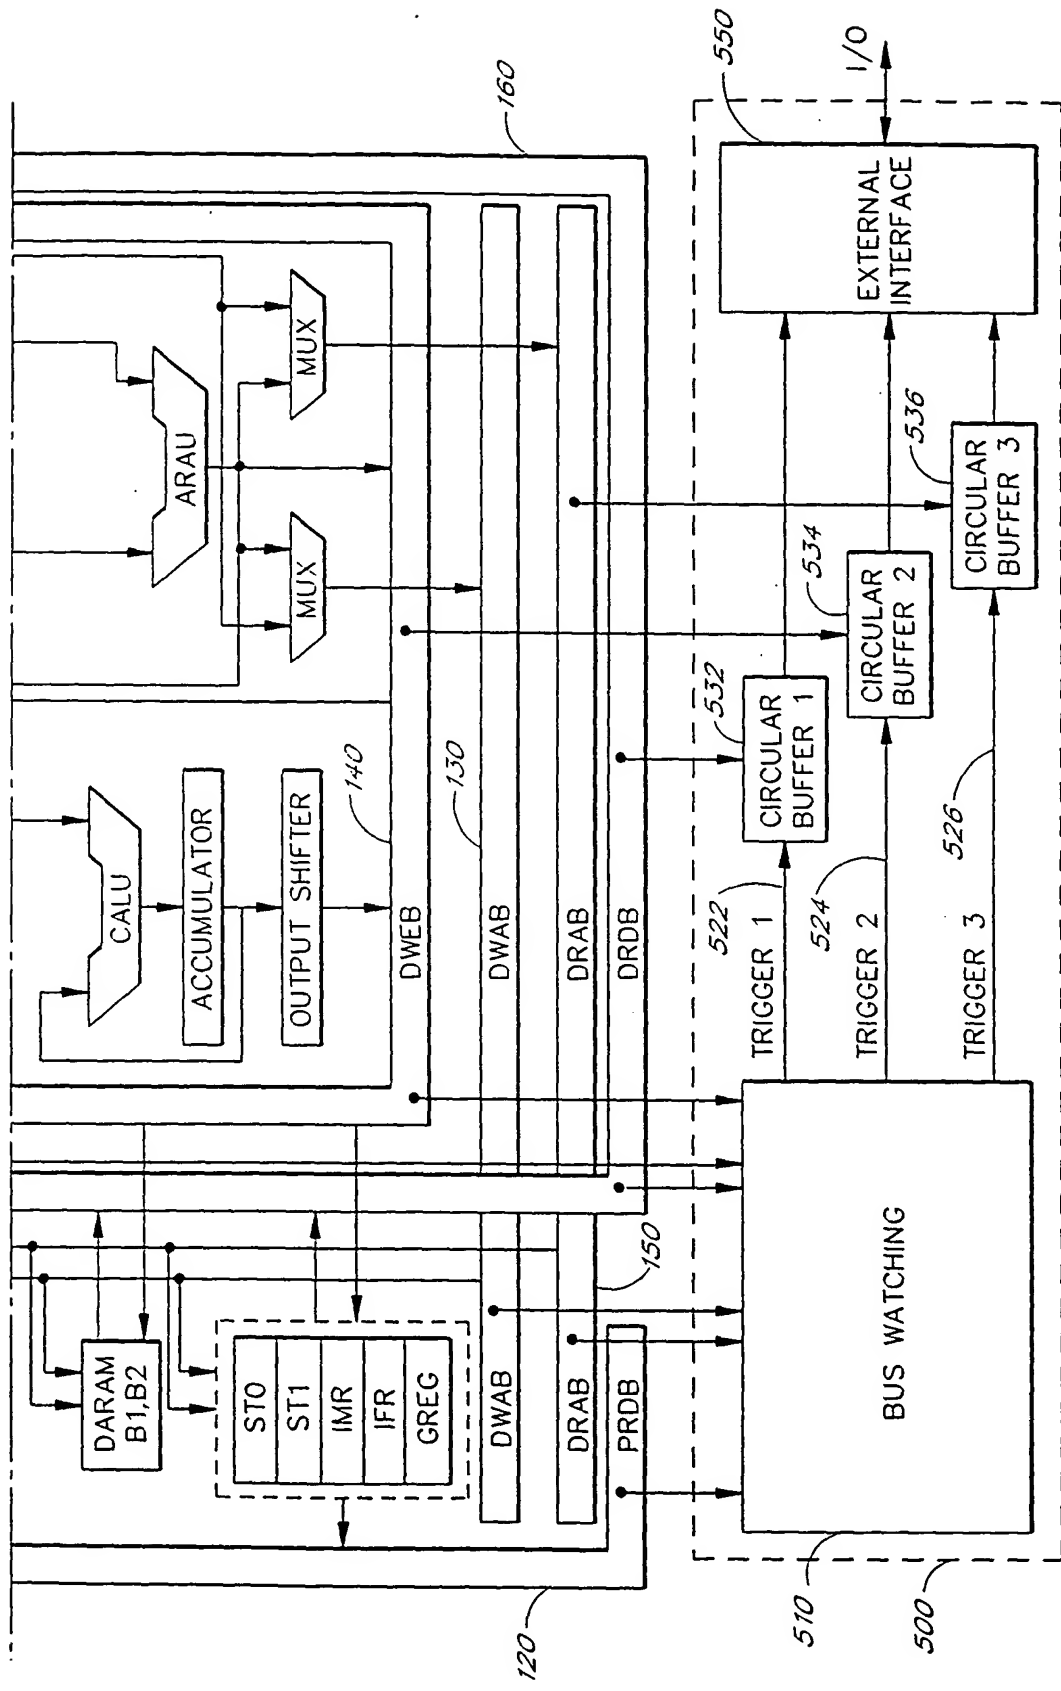 CALU
ACCUMULATOR
OUTPUT SHIFTER
ARAU
MUX
MUX
DARAM
B1,B2
ST0
ST1
IMR
IFR
GREG
140
DWEB
130
DWAB
DWAB
DRAB
DRAB
DRDB
PRDB
160
150
120
BUS WATCHING
510
500
TRIGGER 1
522
TRIGGER 2
524
TRIGGER 3
526
CIRCULAR
BUFFER 1
532
CIRCULAR
BUFFER 2
534
CIRCULAR
BUFFER 3
536
EXTERNAL
INTERFACE
550
I/O